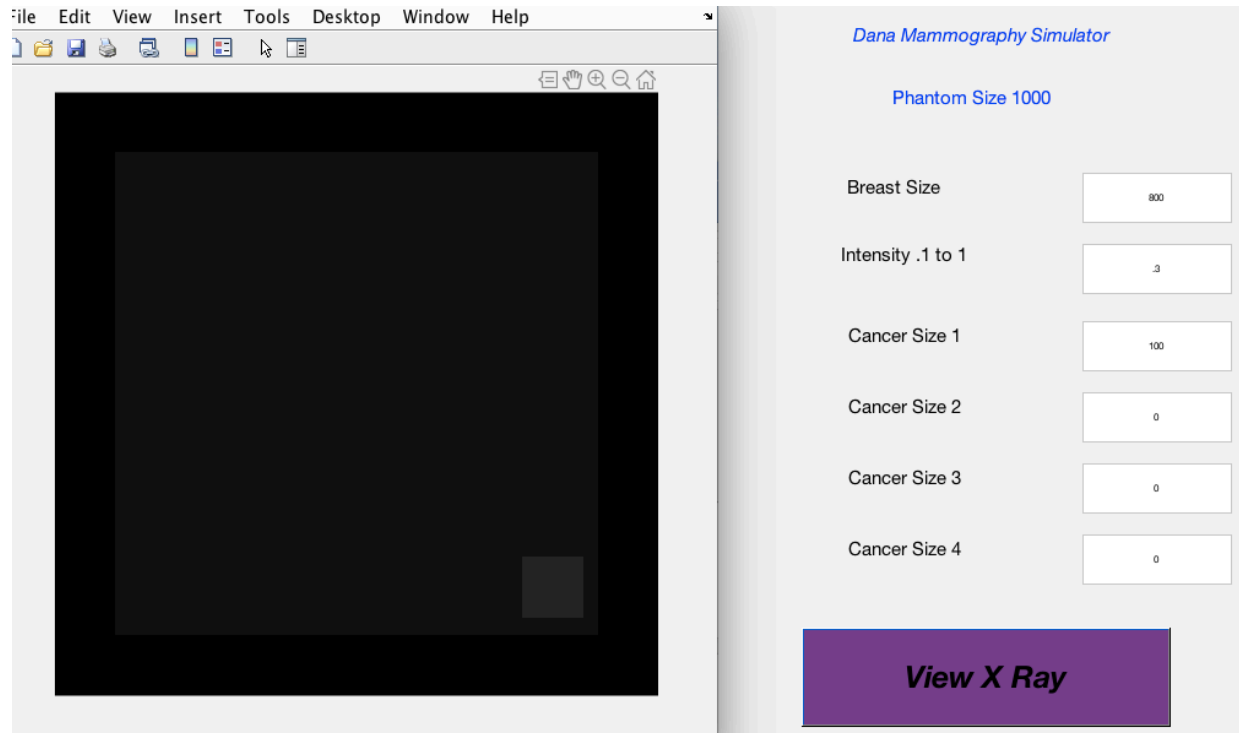 File Edit View Insert Tools Desktop Window Help
Dana Mammography Simulator
Phantom Size 1000
Breast Size 800
Intensity .1 to 1 .3
Cancer Size 1 100
Cancer Size 2 0
Cancer Size 3 0
Cancer Size 4 0
View X Ray